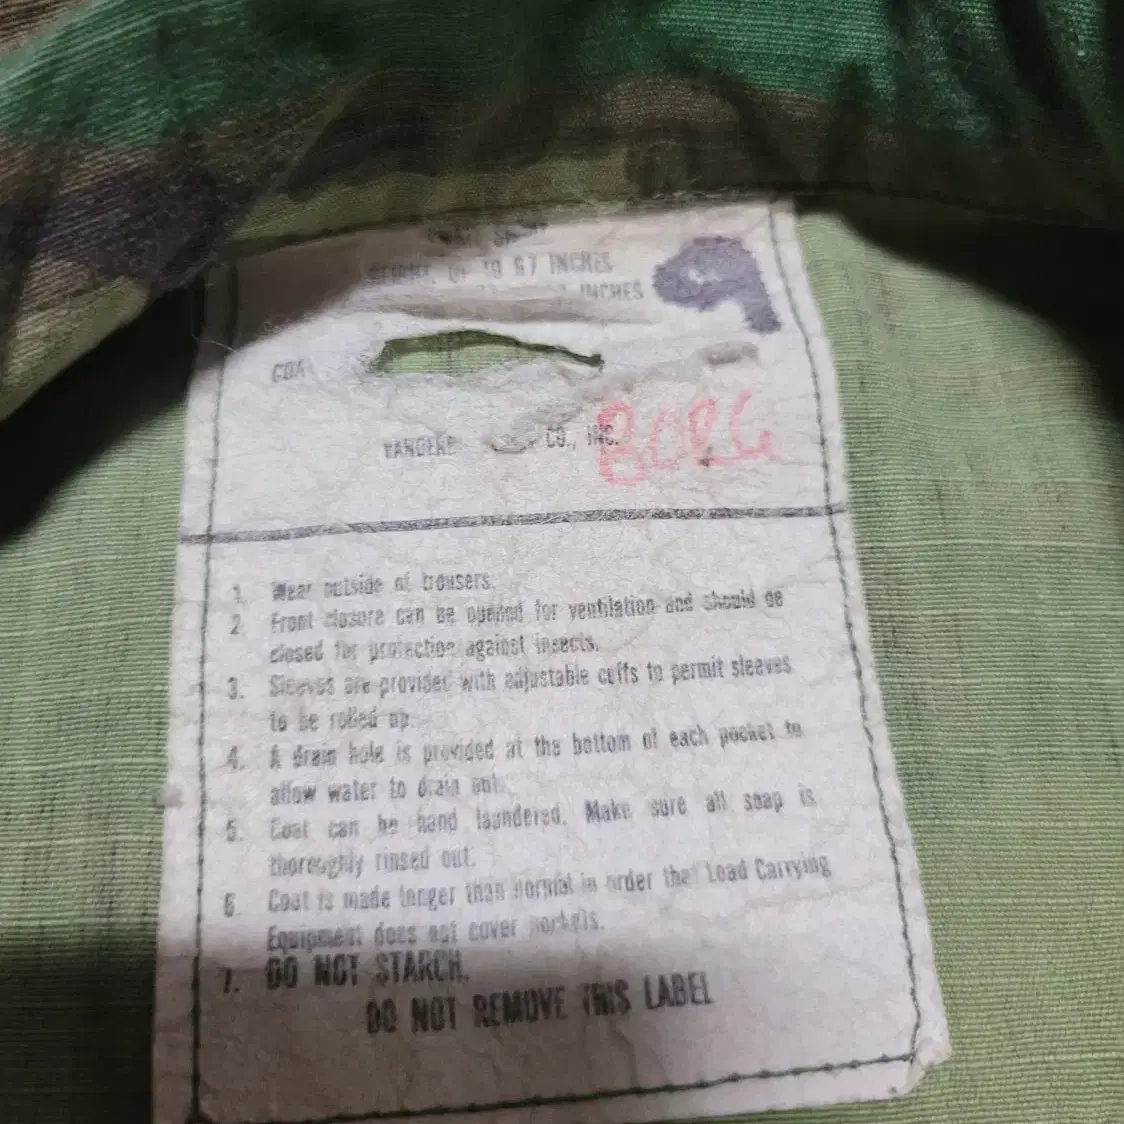 TO 67 INCHES
INCHES
COA
VANDERB CO., INC.
1. Wear outside of trousers.
2. Front closure can be opened for ventilation and should be
closed for protection against insects.
3. Sleeves are provided with adjustable cuffs to permit sleeves
to be rolled up.
4. A drain hole is provided at the bottom of each pocket to
allow water to drain out.
5. Coat can be hand laundered. Make sure all soap is
thoroughly rinsed out.
6. Coat is made longer than normal in order that Load Carrying
Equipment does not cover pockets.
7. DO NOT STARCH.
DO NOT REMOVE THIS LABEL